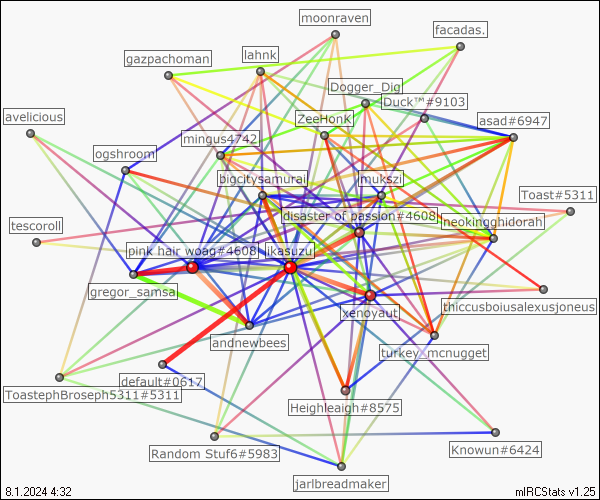 moonraven
facadas.
gazpachoman
lahnk
Dogger_Dig
Duck™#9103
avelicious
ZeeHonK
asad#6947
mingus4742
ogshroom
bigcitysamurai
mukszi
Toast#5311
disaster of passion#4608
neokingghidorah
tescoroll
pink hair woag#4608
ikasuzu
gregor_samsa
thiccusboiusalexusjoneus
xenoyaut
andnewbees
turkey_mcnugget
default#0617
ToastephBroseph5311#5311
Heighleaigh#8575
Random Stuf6#5983
Knowun#6424
jarlbreadmaker
8.1.2024 4:32
mIRCStats v1.25